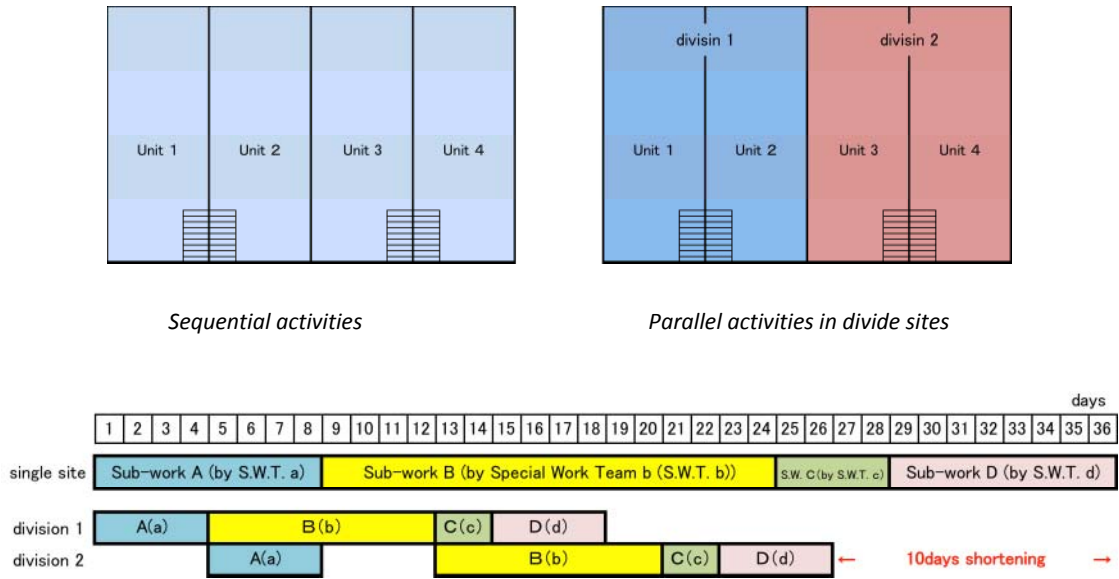 divisin 1 divisin 2
Unit 1 Unit 2 Unit 3 Unit 4 Unit 1 Unit 2 Unit 3 Unit 4
Sequential activities Parallel activities in divide sites
days
1 2 3 4 5 6 7 8 9 10 11 12 13 14 15 16 17 18 19 20 21 22 23 24 25 26 27 28 29 30 31 32 33 34 35 36
single site Sub-work A (by S.W.T. a) Sub-work B (by Special Work Team b (S.W.T. b)) S.W. C(by S.W.T. c) Sub-work D (by S.W.T. d)
division 1 A(a) B(b) C(c) D(d)
division 2 A(a) B(b) C(c) D(d) ← 10days shortening →